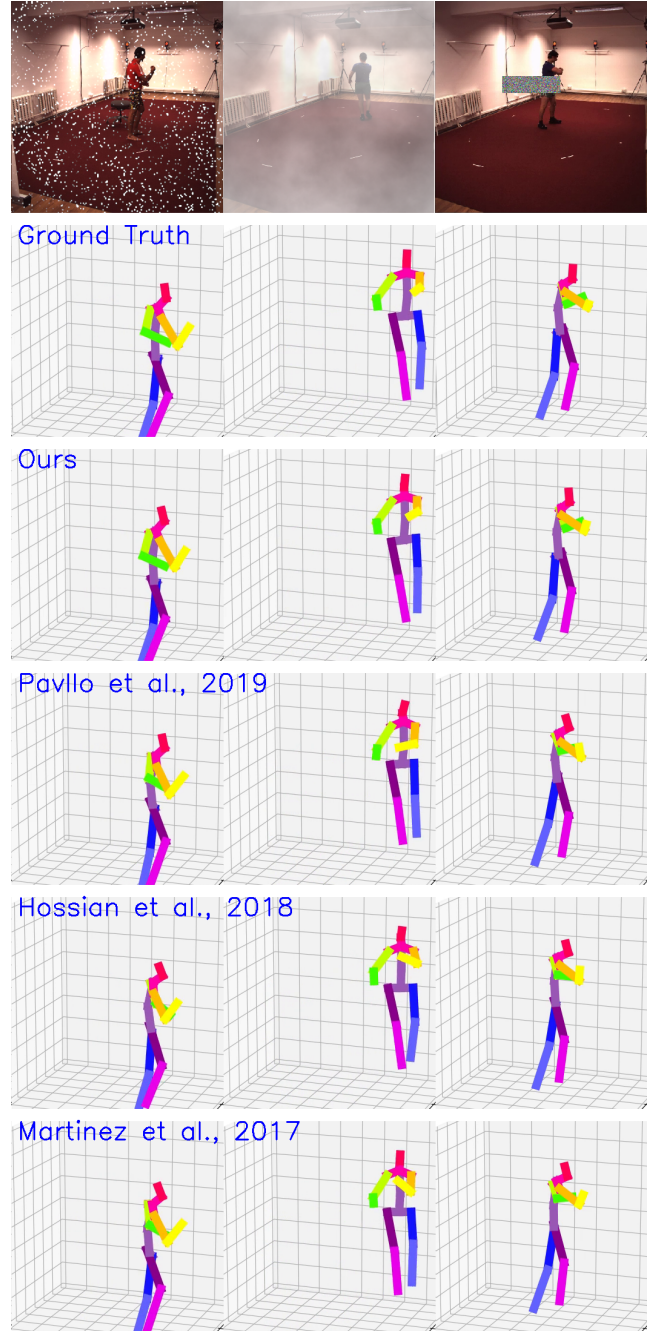 Ground Truth
Ours
Pavllo et al., 2019
Hossian et al., 2018
Martinez et al., 2017